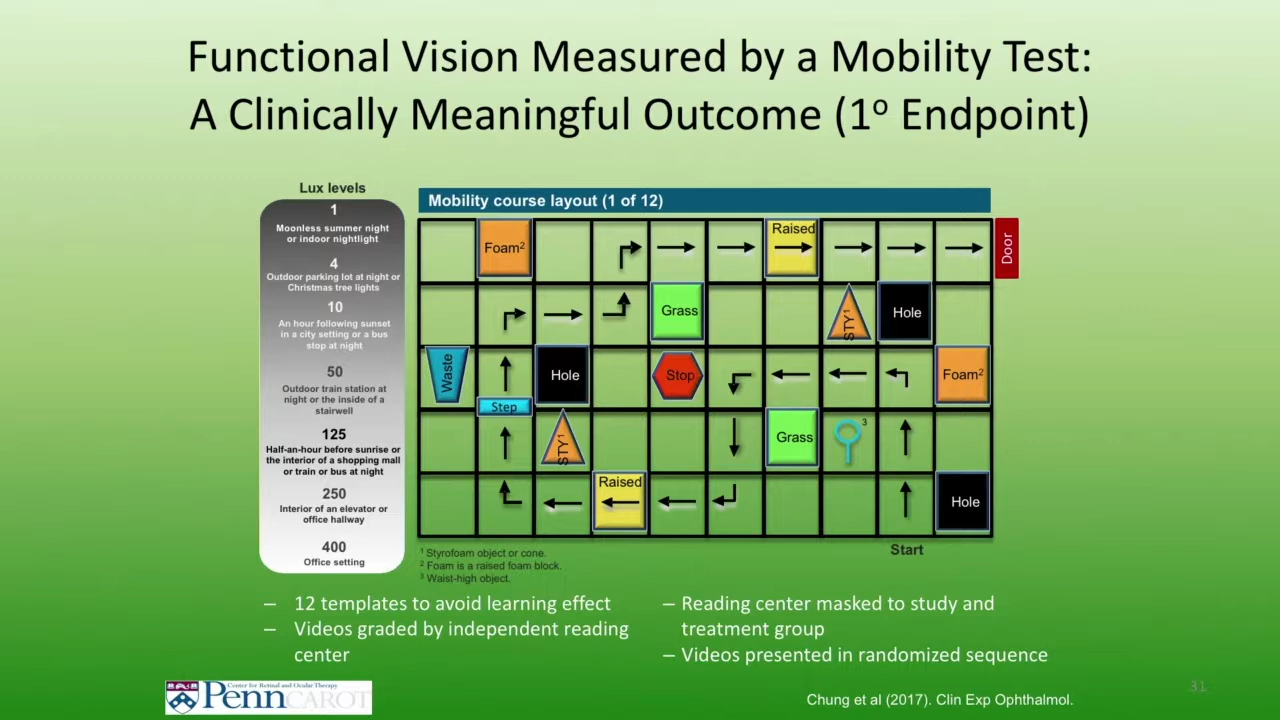 Functional Vision Measured by a Mobility Test:
A Clinically Meaningful Outcome (1º Endpoint)
Lux levels
1
Moonless summer night
or indoor nightlight
4
Outdoor parking lot at night or
Christmas tree lights
10
An hour following sunset
in a city setting or a bus
stop at night
50
Outdoor train station at
night or the inside of a
stairwell
125
Half-an-hour before sunrise or
the interior of a shopping mall
or train or bus at night
250
Interior of an elevator or
office hallway
400
Office setting
Mobility course layout (1 of 12)
Foam²
Raised
Door
Grass
STY¹
Hole
Waste
Hole
Stop
Foam²
Step
STY¹
Grass
3
Raised
Hole
Start
¹ Styrofoam object or cone.
² Foam is a raised foam block.
³ Waist-high object.
– 12 templates to avoid learning effect
– Videos graded by independent reading
center
– Reading center masked to study and
treatment group
– Videos presented in randomized sequence
Center for Retinal and Ocular Therapy
PennCAROT
Chung et al (2017). Clin Exp Ophthalmol.
31